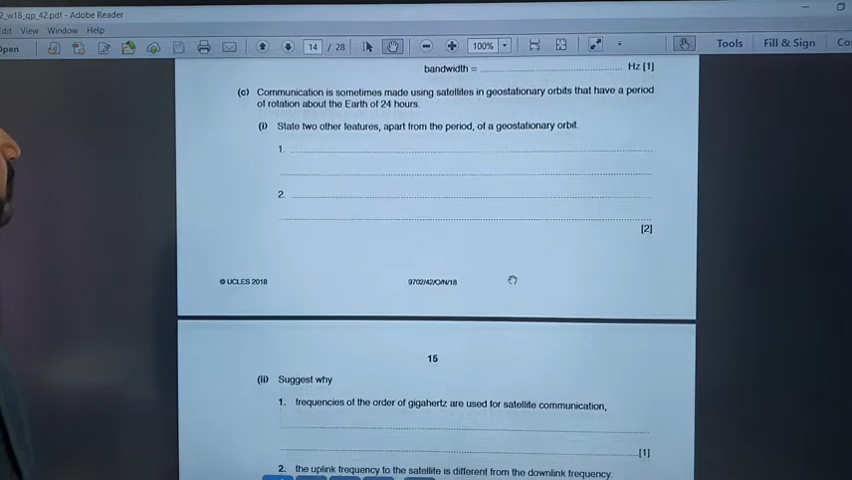 2_w18_qp_42.pdf - Adobe Reader
Edit View Window Help
Open 14 / 28 100% Tools Fill & Sign
bandwidth = ........ Hz [1]
(c) Communication is sometimes made using satellites in geostationary orbits that have a period
of rotation about the Earth of 24 hours.
(i) State two other features, apart from the period, of a geostationary orbit.
1.
2.
[2]
© UCLES 2018 9702/42/O/N/18
15
(ii) Suggest why
1. frequencies of the order of gigahertz are used for satellite communication,
[1]
2. the uplink frequency to the satellite is different from the downlink frequency.